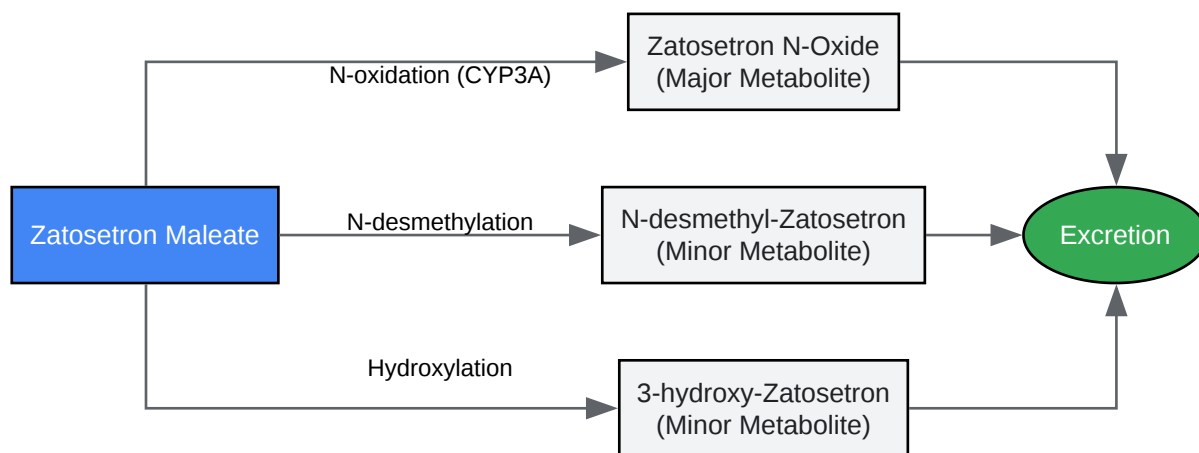 Zatosetron N-Oxide
(Major Metabolite)
N-oxidation (CYP3A)
Zatosetron Maleate
N-desmethylation
N-desmethyl-Zatosetron
(Minor Metabolite)
Excretion
Hydroxylation
3-hydroxy-Zatosetron
(Minor Metabolite)